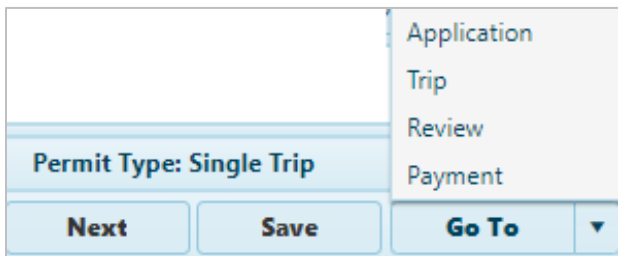 Application
Trip
Review
Permit Type: Single Trip
Payment
Next
Save
Go To